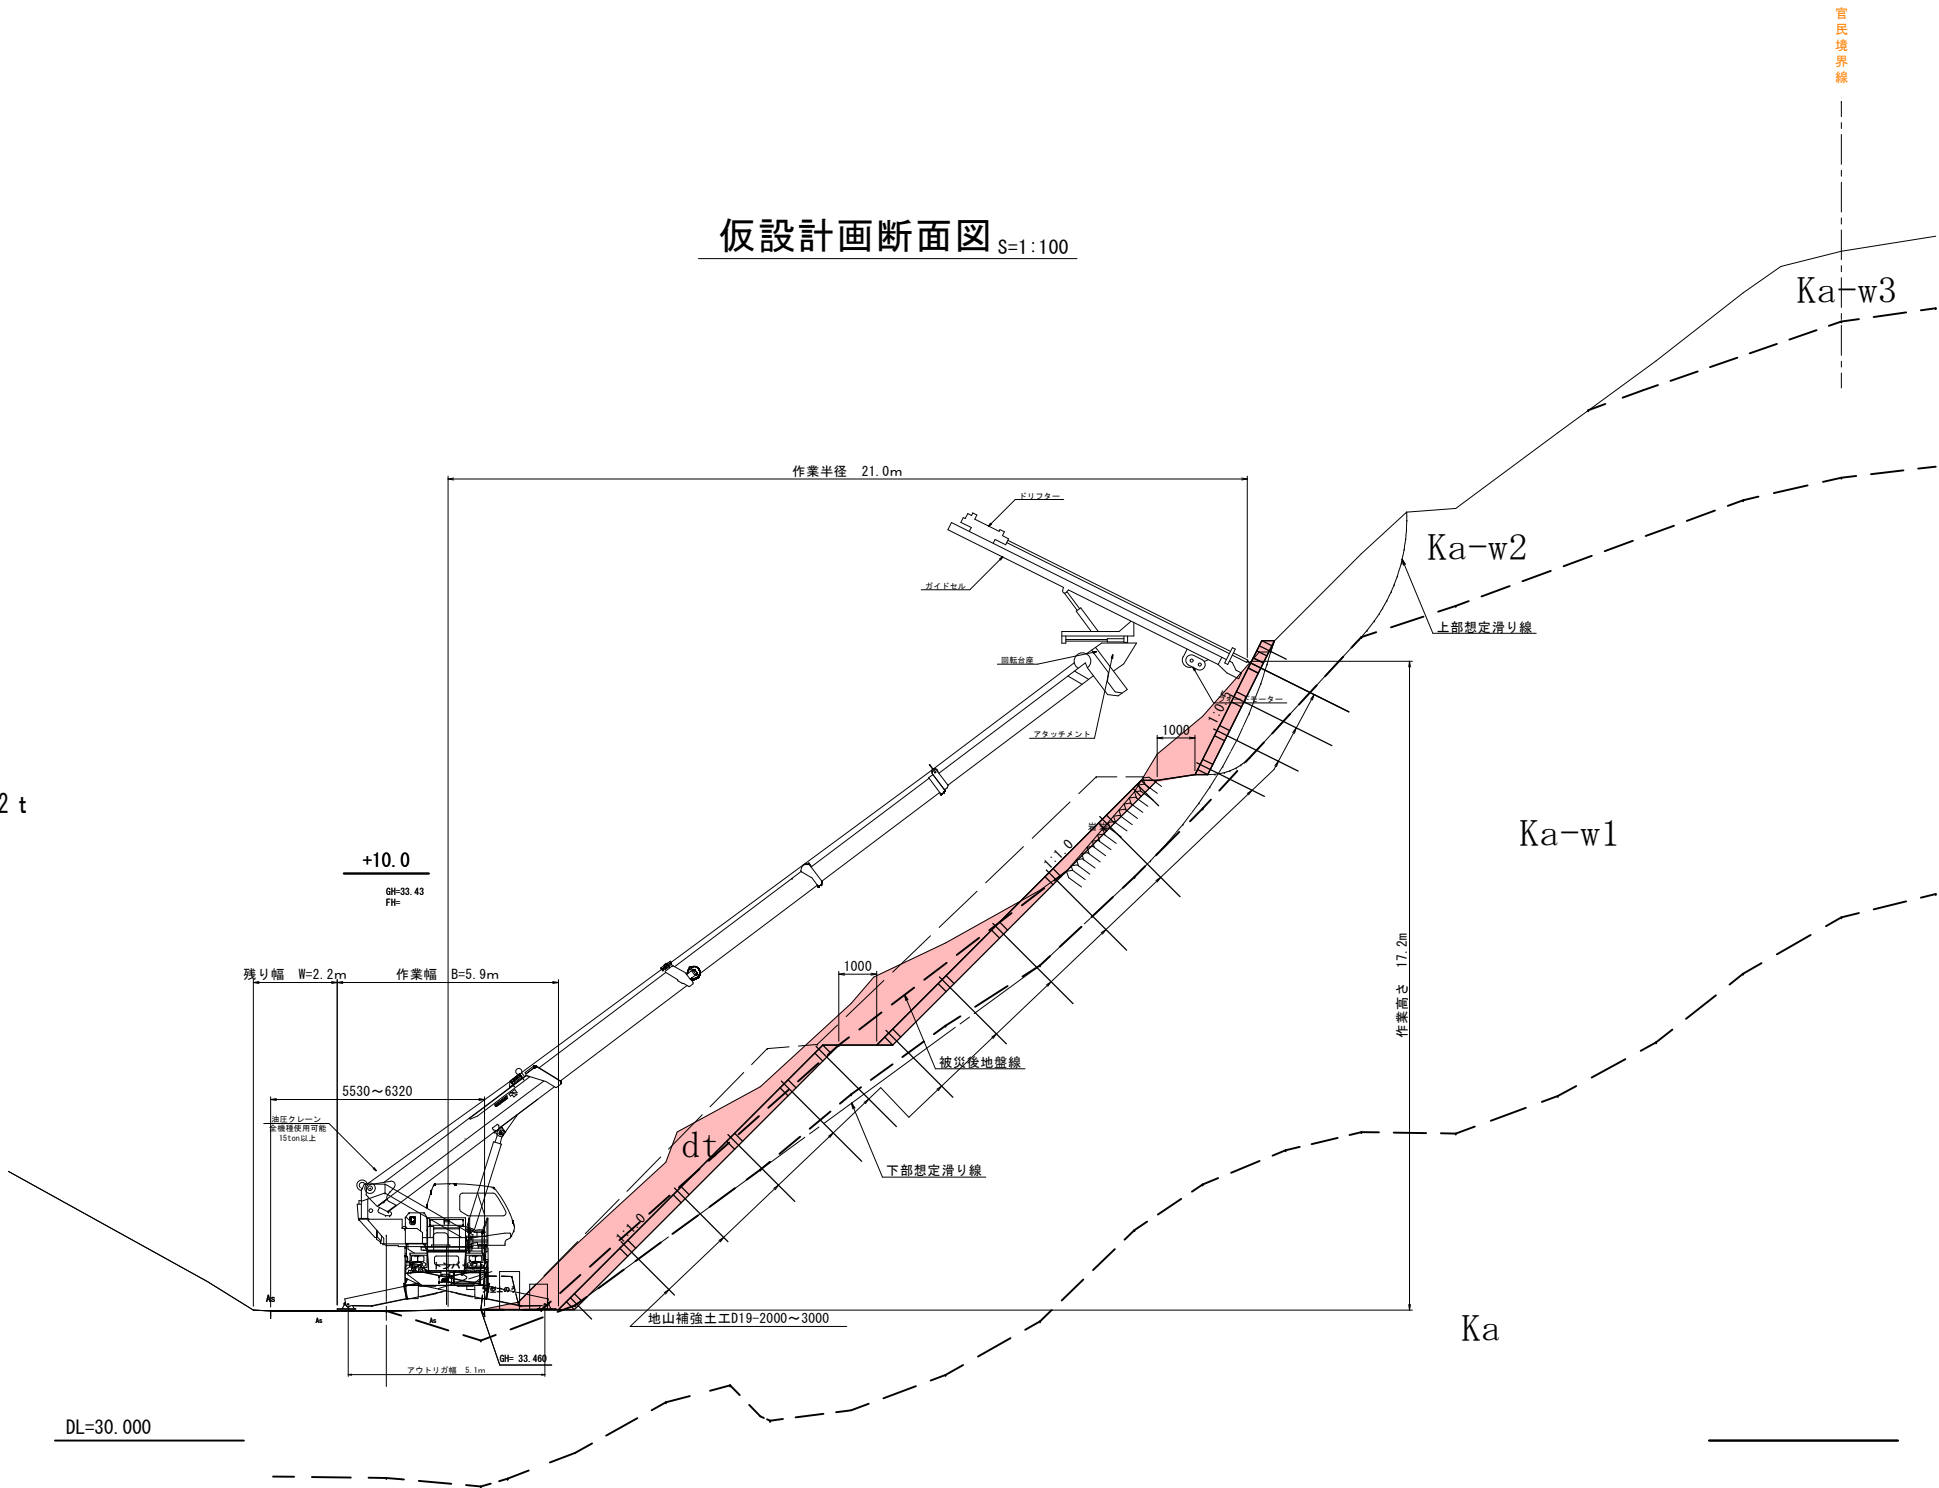 官民境界線
仮設計画断面図 S=1:100
Ka-w3
作業半径 21.0m
ドリフター
ガイドセル
Ka-w2
上部想定滑り線
回転台座
アタッチメント
1000
2 t
Ka-w1
+10.0
GH=33.43
FH=
1:1.0
残り幅 W=2.2m
作業幅 B=5.9m
1000
作業高さ 17.2m
被災後地盤線
5530～6320
油圧クレーン
全機種使用可能
15ton以上
dt
下部想定滑り線
1:1.0
As
As
As
地山補強土工D19-2000～3000
Ka
GH= 33.460
アウトリガ幅 5.1m
DL=30.000